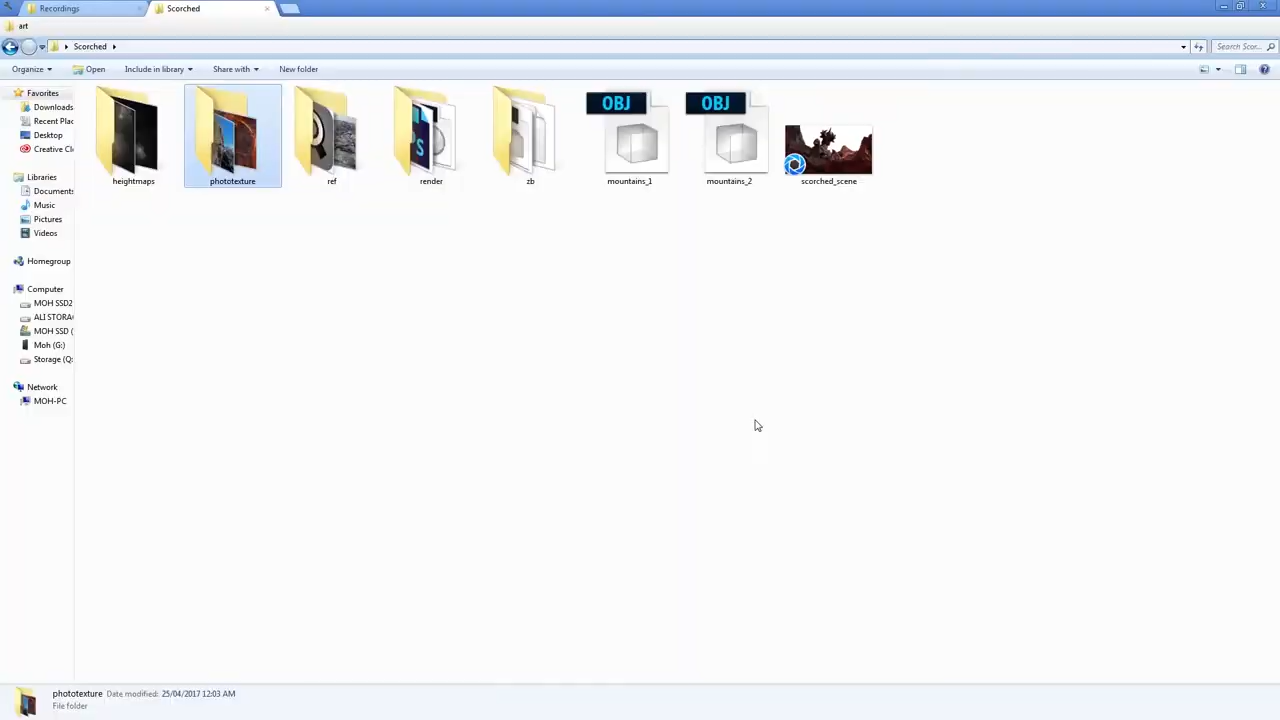 Recordings
Scorched
art
Scorched
Search Scor...
Organize
Open
Include in library
Share with
New folder
Favorites
Downloads
Recent Plac
Desktop
Creative Clo
Libraries
Documents
Music
Pictures
Videos
Homegroup
Computer
MOH SSD2
ALI STORA
MOH SSD (
Moh (G:)
Storage (Q:
Network
MOH-PC
PS
OBJ
OBJ
heightmaps
phototexture
ref
render
zb
mountains_1
mountains_2
scorched_scene
phototexture Date modified: 25/04/2017 12:03 AM
File folder